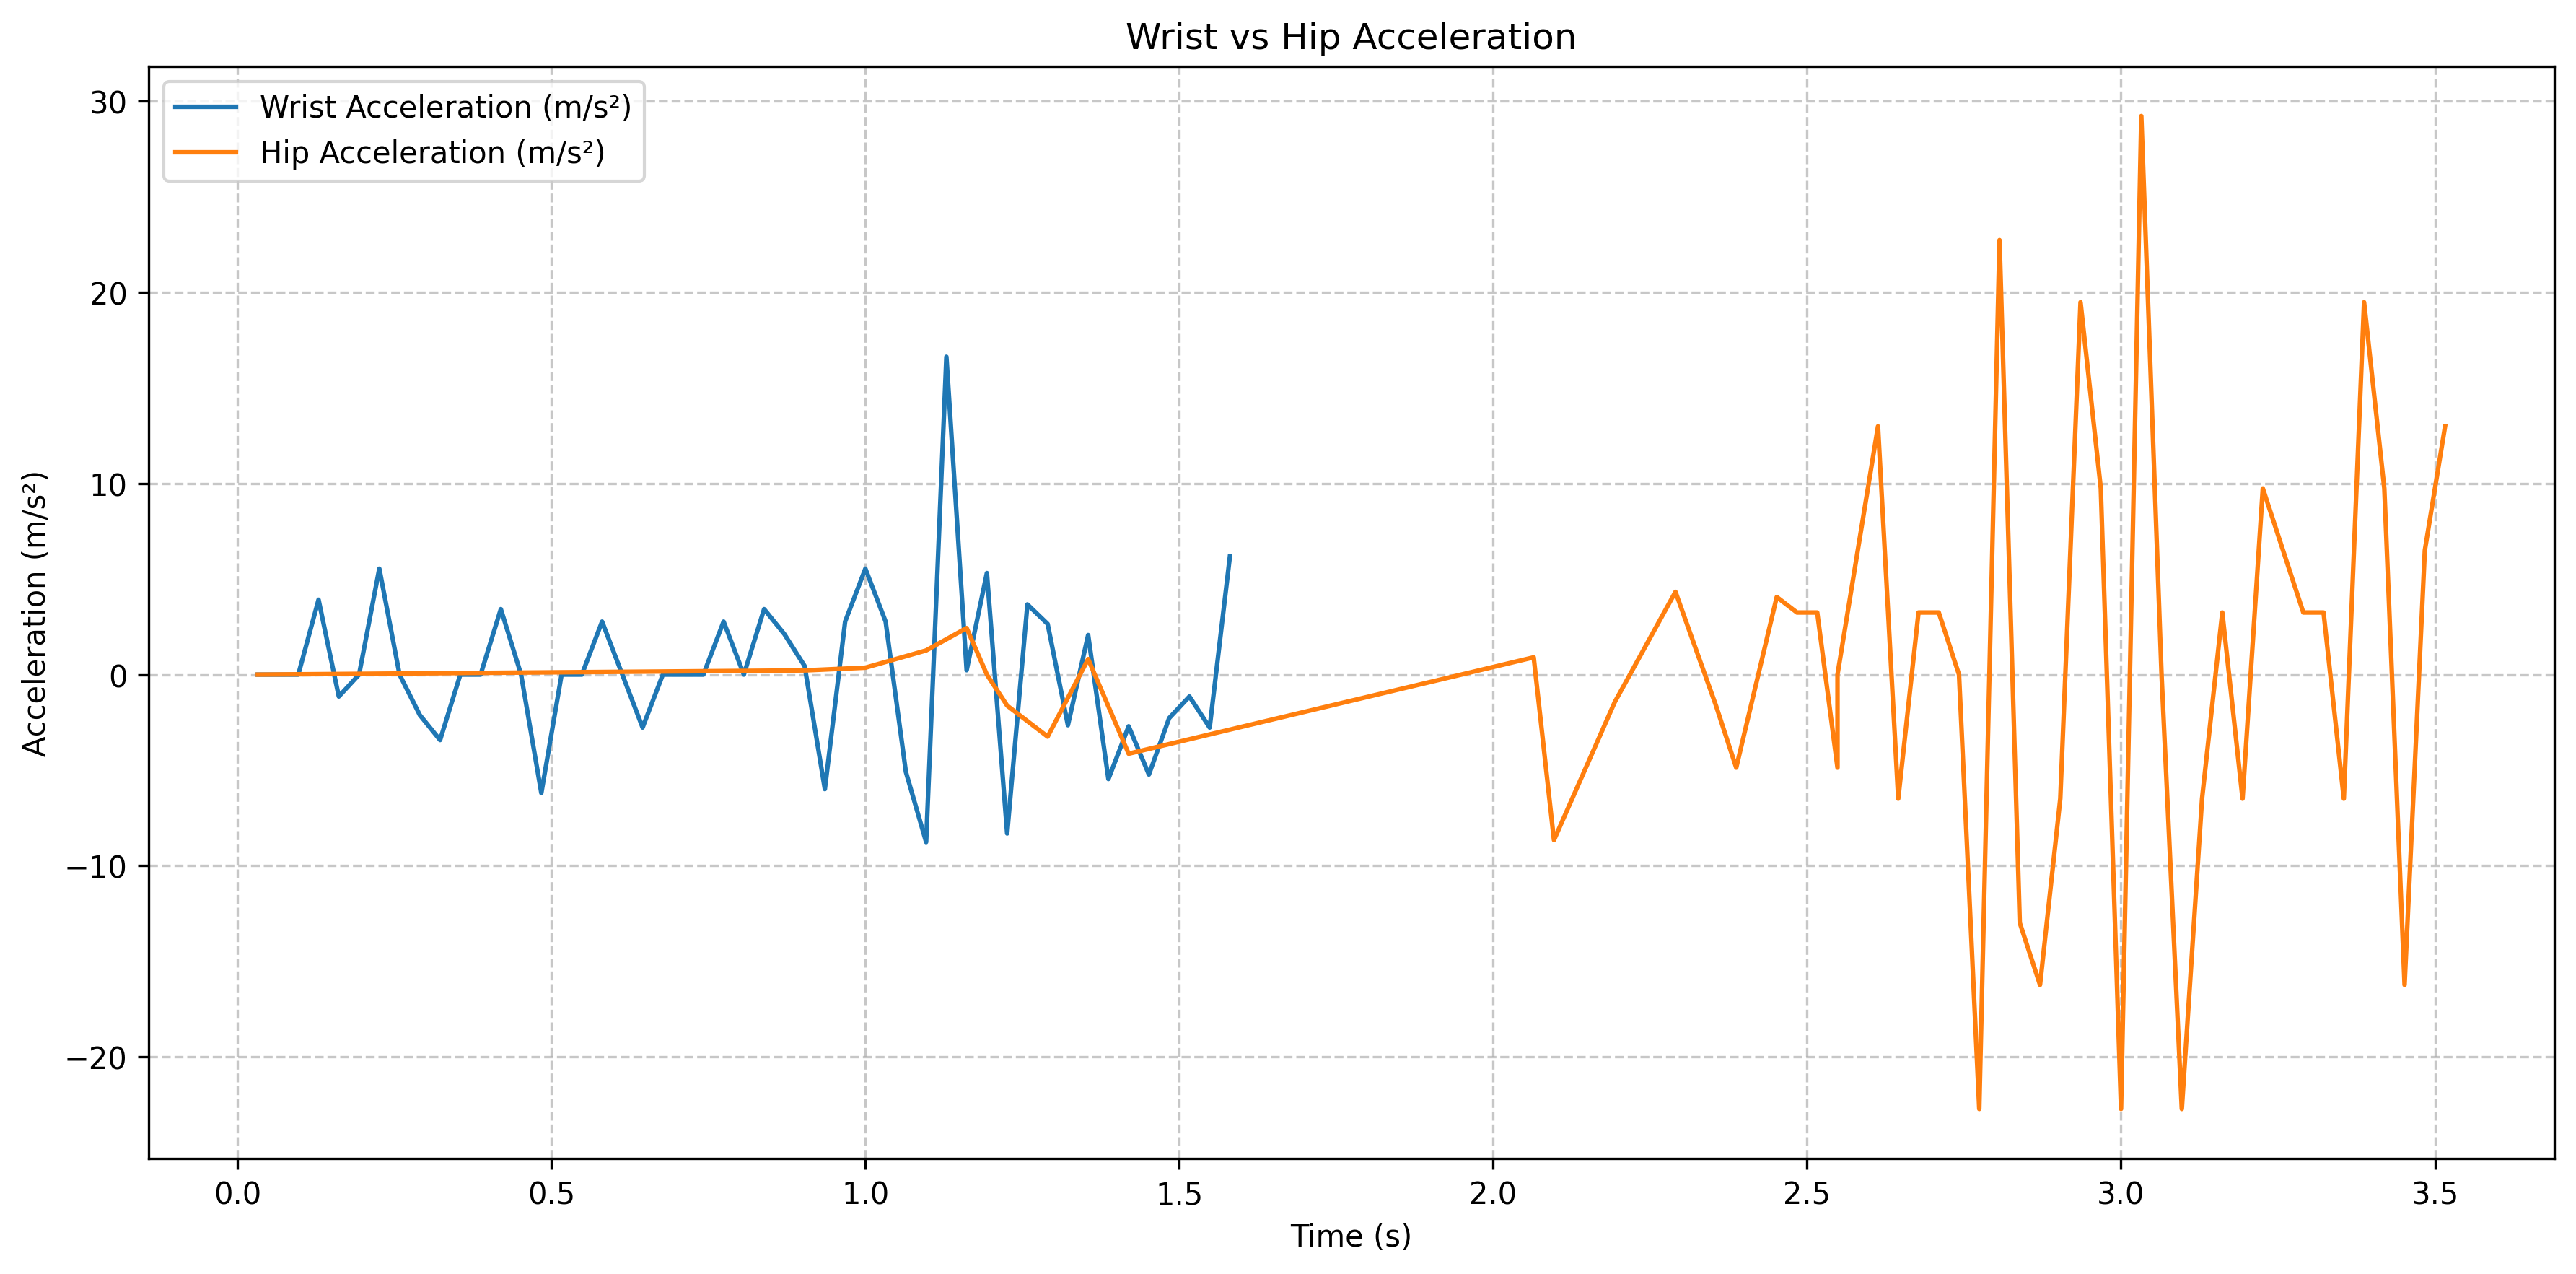 Wrist vs Hip Acceleration
Wrist Acceleration (m/s²)
Hip Acceleration (m/s²)
Acceleration (m/s²)
30
20
10
0
−10
−20
0.0 0.5 1.0 1.5 2.0 2.5 3.0 3.5
Time (s)